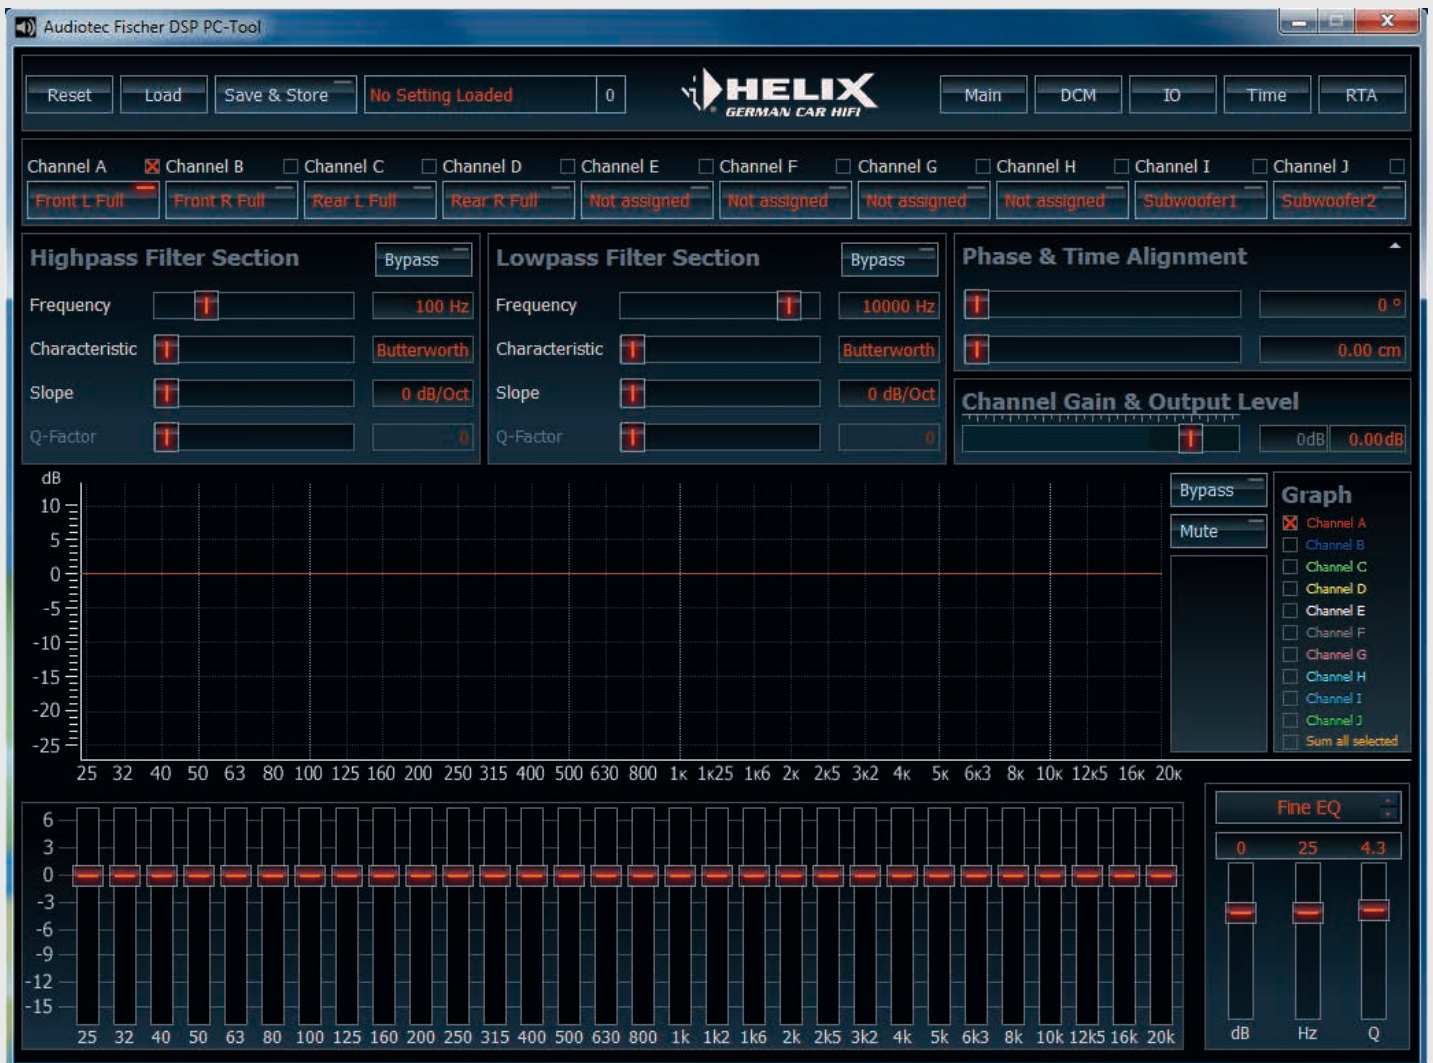 Audiotec Fischer DSP PC-Tool
Reset Load Save & Store No Setting Loaded 0 HELIX Main DCM IO Time RTA
GERMAN CAR HIFI
Channel A Channel B Channel C Channel D Channel E Channel F Channel G Channel H Channel I Channel J
Front L Full Front R Full Rear L Full Rear R Full Not assigned Not assigned Not assigned Not assigned Subwoofer1 Subwoofer2
Highpass Filter Section Bypass Lowpass Filter Section Bypass Phase & Time Alignment
Frequency 100 Hz Frequency 10000 Hz 0 °
Characteristic Butterworth Characteristic Butterworth 0.00 cm
Slope 0 dB/Oct Slope 0 dB/Oct Channel Gain & Output Level
Q-Factor 0 Q-Factor 0 0dB 0.00dB
dB
10
5
0
-5
-10
-15
-20
-25
25 32 40 50 63 80 100 125 160 200 250 315 400 500 630 800 1K 1K25 1K6 2K 2K5 3K2 4K 5K 6K3 8K 10K 12K5 16K 20K
Bypass
Mute
Graph
Channel A
Channel B
Channel C
Channel D
Channel E
Channel F
Channel G
Channel H
Channel I
Channel J
Sum all selected
6
3
0
-3
-6
-9
-12
-15
25 32 40 50 63 80 100 125 160 200 250 315 400 500 630 800 1k 1k2 1k6 2k 2k5 3k2 4k 5k 6k3 8k 10k 12k5 16k 20k
Fine EQ
0 25 4.3
dB Hz Q